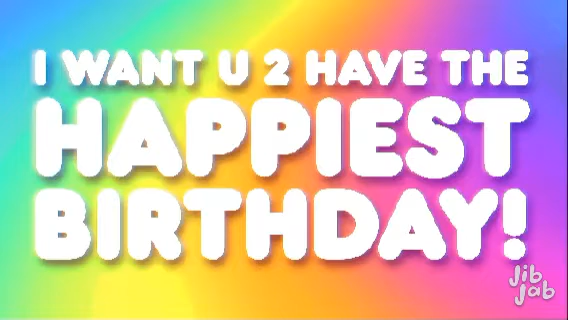 I WANT U 2 HAVE THE
HAPPIEST
BIRTHDAY!
Jib
Jab